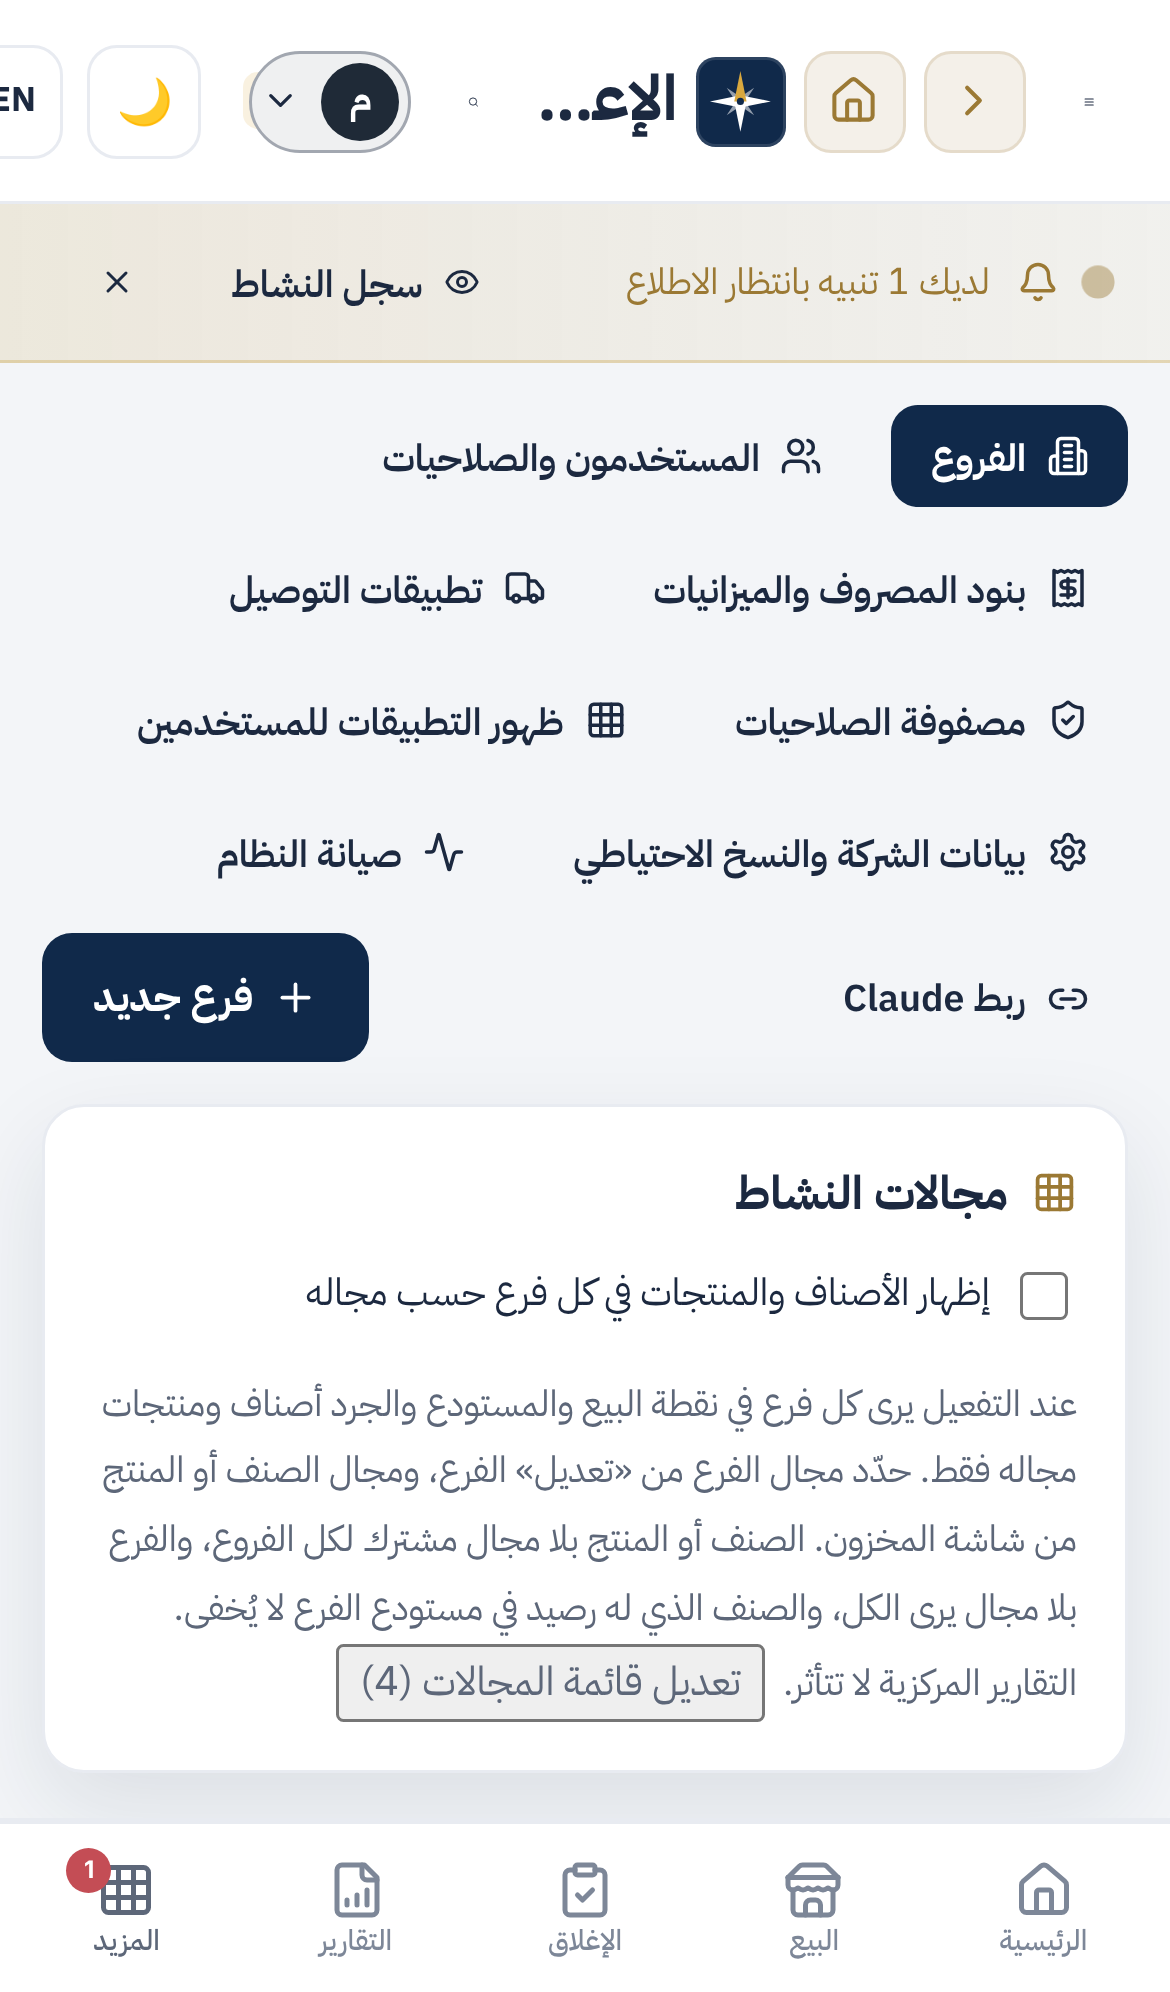 الإع...
م
EN
لديك 1 تنبيه بانتظار الاطلاع
سجل النشاط
الفروع
المستخدمون والصلاحيات
بنود المصروف والميزانيات
تطبيقات التوصيل
مصفوفة الصلاحيات
ظهور التطبيقات للمستخدمين
بيانات الشركة والنسخ الاحتياطي
صيانة النظام
ربط Claude
فرع جديد
مجالات النشاط
إظهار الأصناف والمنتجات في كل فرع حسب مجاله
عند التفعيل يرى كل فرع في نقطة البيع والمستودع والجرد أصناف ومنتجات
مجاله فقط. حدّد مجال الفرع من «تعديل» الفرع، ومجال الصنف أو المنتج
من شاشة المخزون. الصنف أو المنتج بلا مجال مشترك لكل الفروع، والفرع
بلا مجال يرى الكل، والصنف الذي له رصيد في مستودع الفرع لا يُخفى.
التقارير المركزية لا تتأثر. تعديل قائمة المجالات (4)
الرئيسية
البيع
الإغلاق
التقارير
1
المزيد